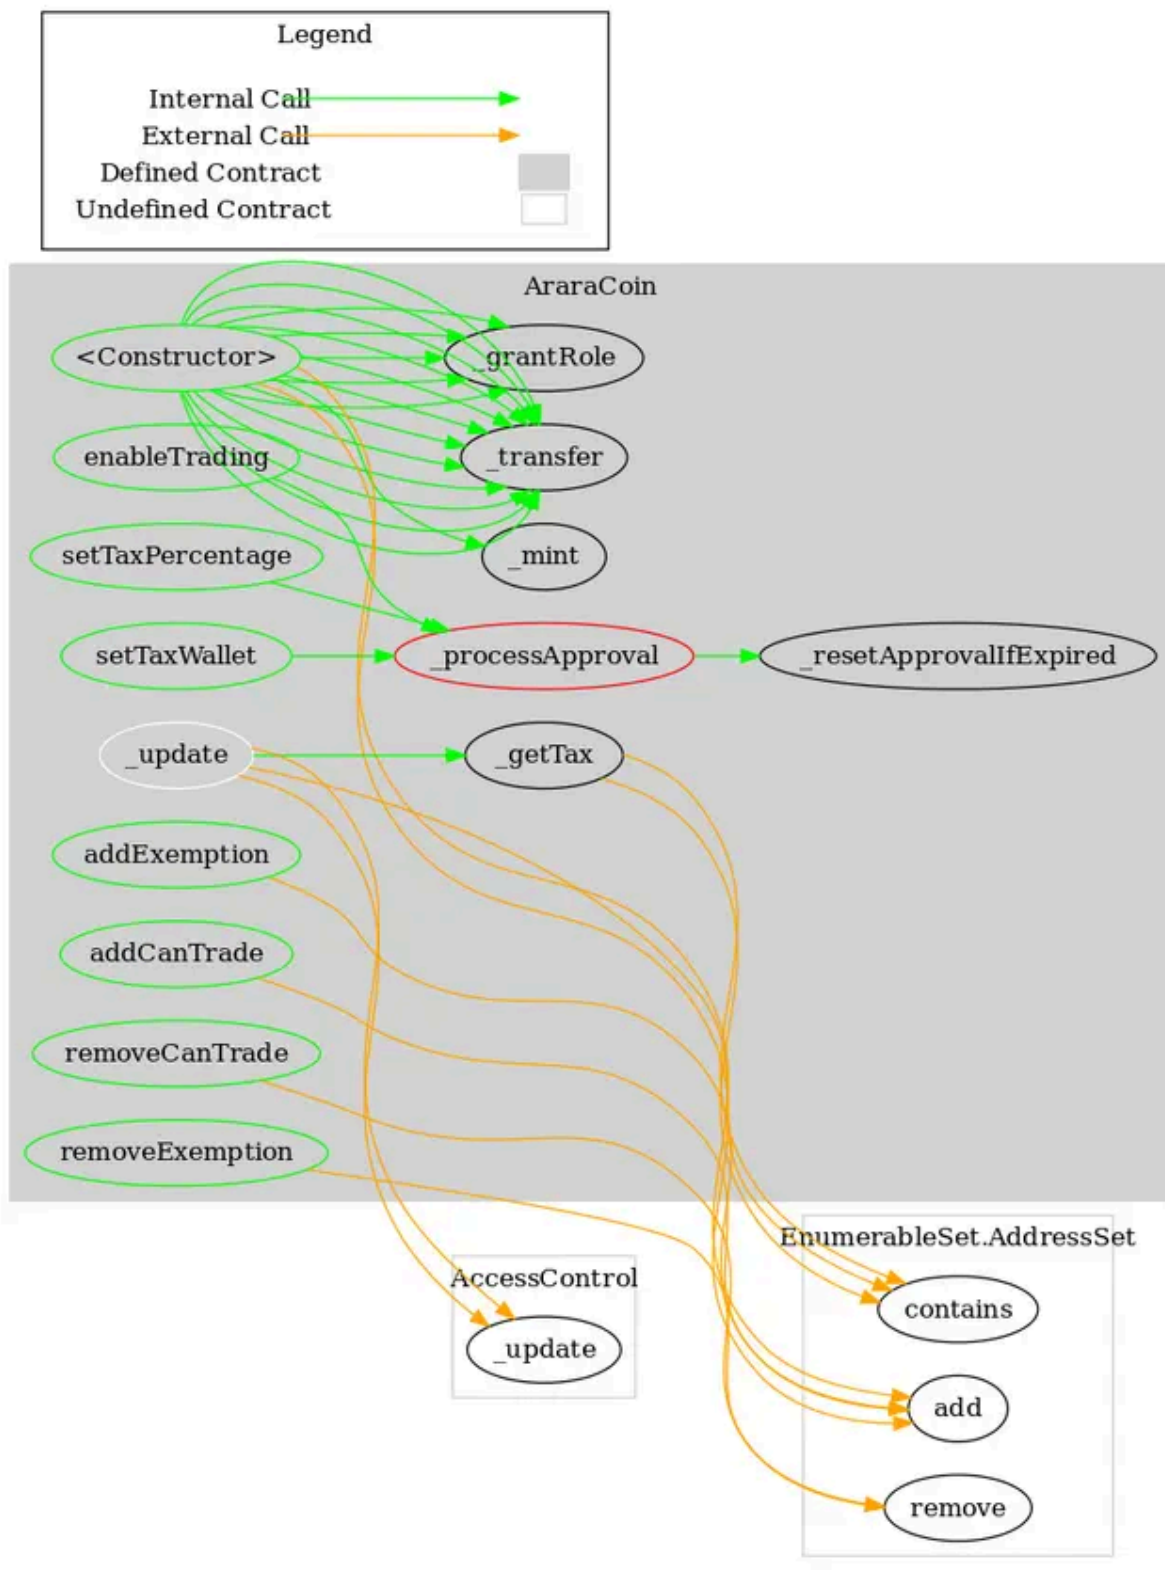 Legend
Internal Call
External Call
Defined Contract
Undefined Contract
AraraCoin
<Constructor>
_grantRole
enableTrading
_transfer
setTaxPercentage
_mint
setTaxWallet
_processApproval
_resetApprovalIfExpired
_update
_getTax
addExemption
addCanTrade
removeCanTrade
removeExemption
EnumerableSet.AddressSet
AccessControl
contains
_update
add
remove